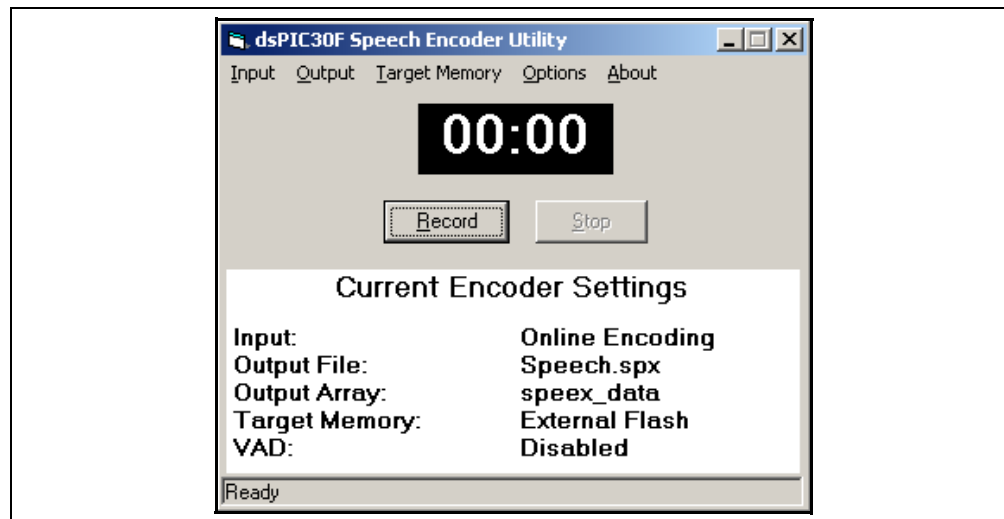 dsPIC30F Speech Encoder Utility
Input Output Target Memory Options About
00:00
Record Stop
Current Encoder Settings
Input: Online Encoding
Output File: Speech.spx
Output Array: speex_data
Target Memory: External Flash
VAD: Disabled
Ready